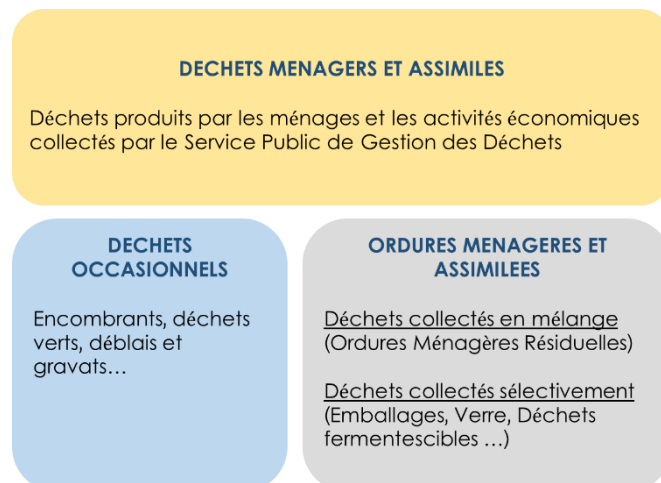 DECHETS MENAGERS ET ASSIMILES
Déchets produits par les ménages et les activités économiques
collectés par le Service Public de Gestion des Déchets
DECHETS
OCCASIONNELS
Encombrants, déchets
verts, déblais et
gravats…
ORDURES MENAGERES ET
ASSIMILEES
Déchets collectés en mélange
(Ordures Ménagères Résiduelles)
Déchets collectés sélectivement
(Emballages, Verre, Déchets
fermentescibles …)